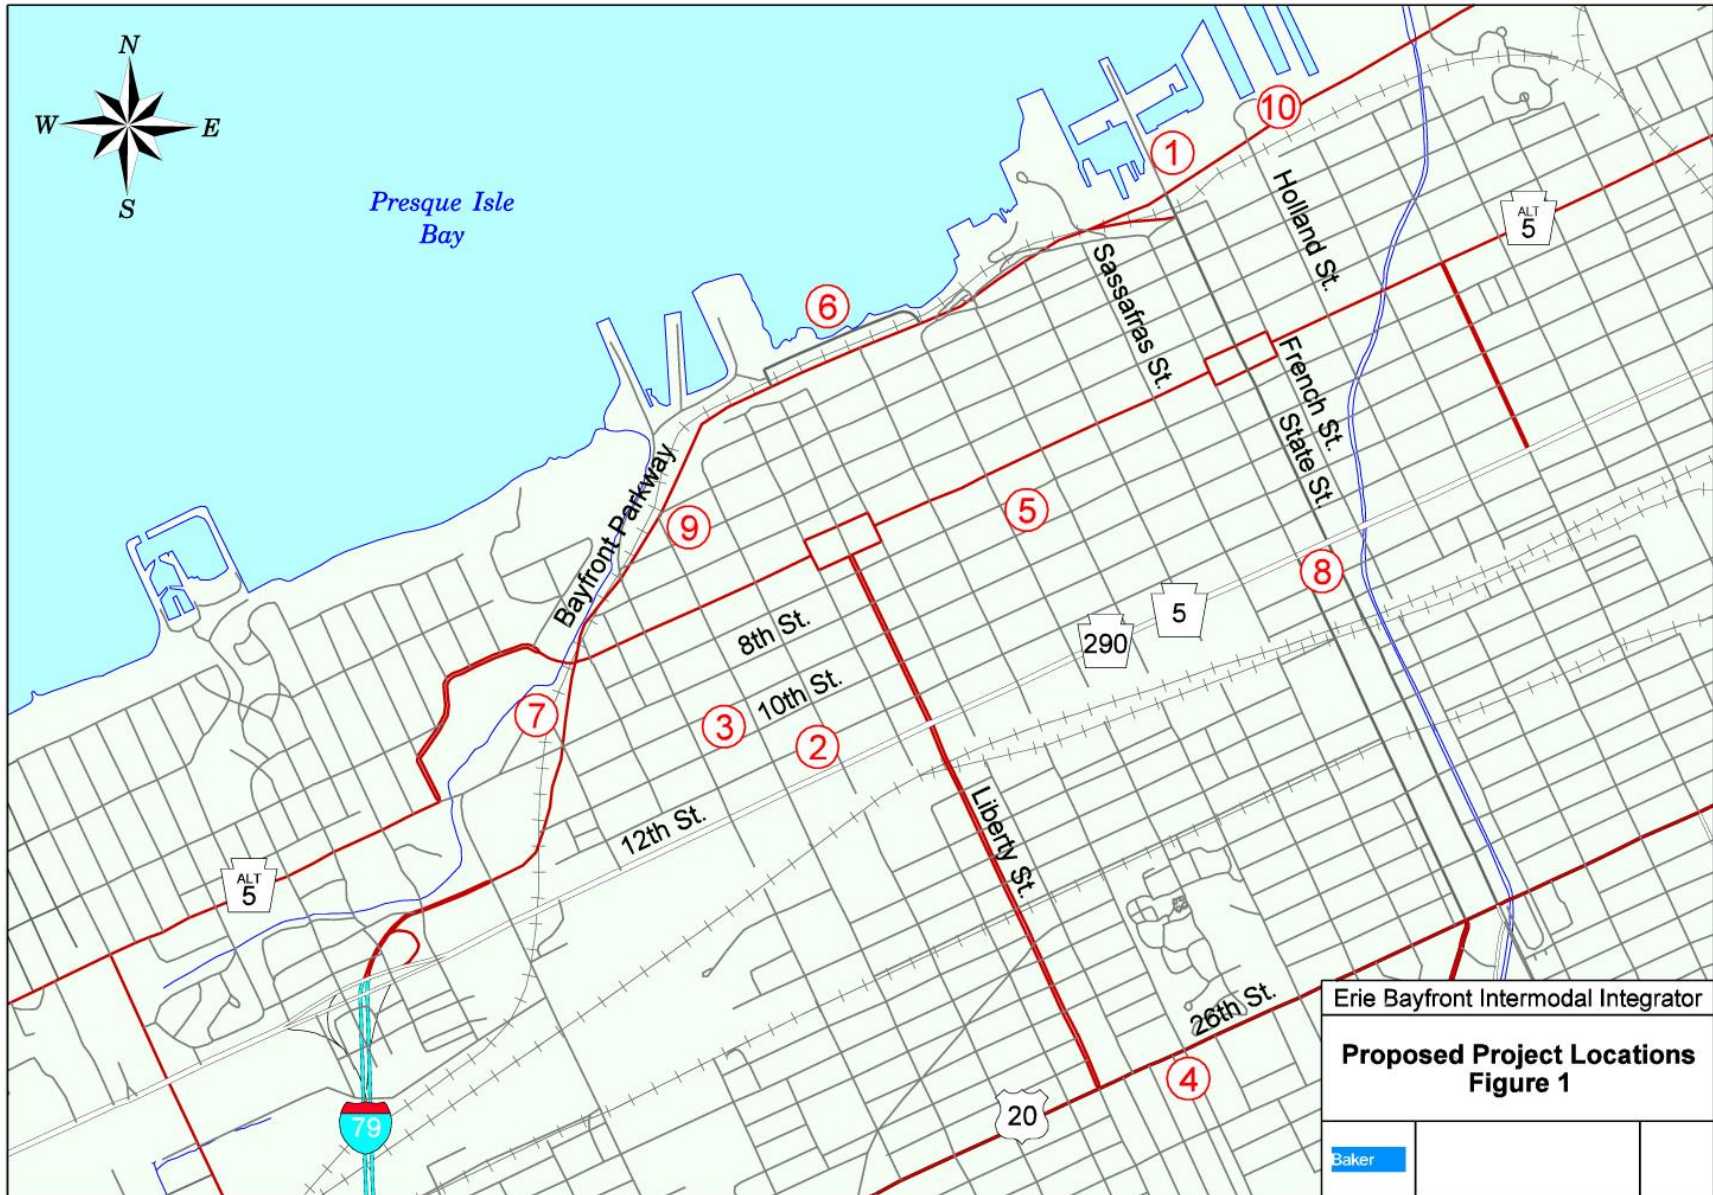 N
W
E
S
Presque Isle
Bay
10
1
Holland St.
ALT
5
Sassafras St.
6
French St.
State St.
Bayfront Parkway
9
5
8
5
290
8th St.
10th St.
7
3
2
12th St.
Liberty St.
ALT
5
26th St.
4
20
79
Erie Bayfront Intermodal Integrator
Proposed Project Locations
Figure 1
Baker